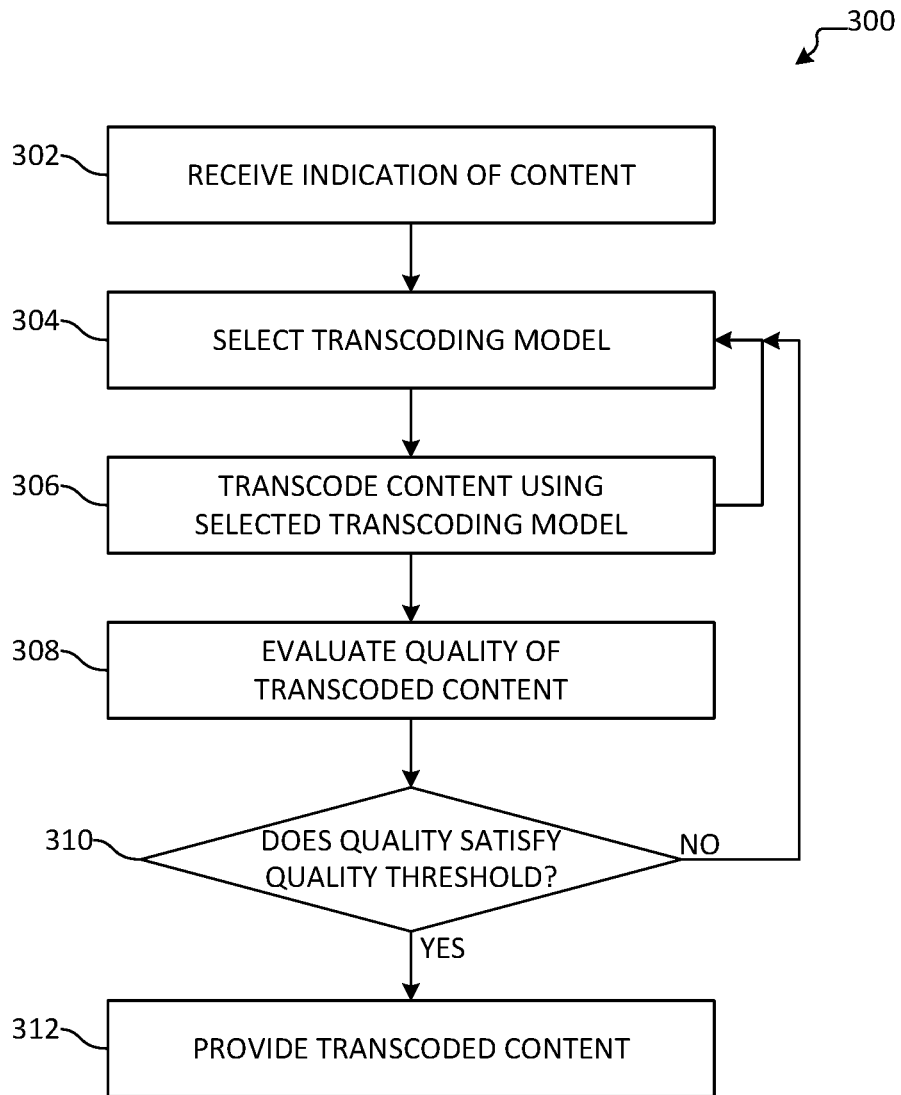 300
302
RECEIVE INDICATION OF CONTENT
304
SELECT TRANSCODING MODEL
306
TRANSCODE CONTENT USING
SELECTED TRANSCODING MODEL
308
EVALUATE QUALITY OF
TRANSCODED CONTENT
310
DOES QUALITY SATISFY
QUALITY THRESHOLD?
NO
YES
312
PROVIDE TRANSCODED CONTENT